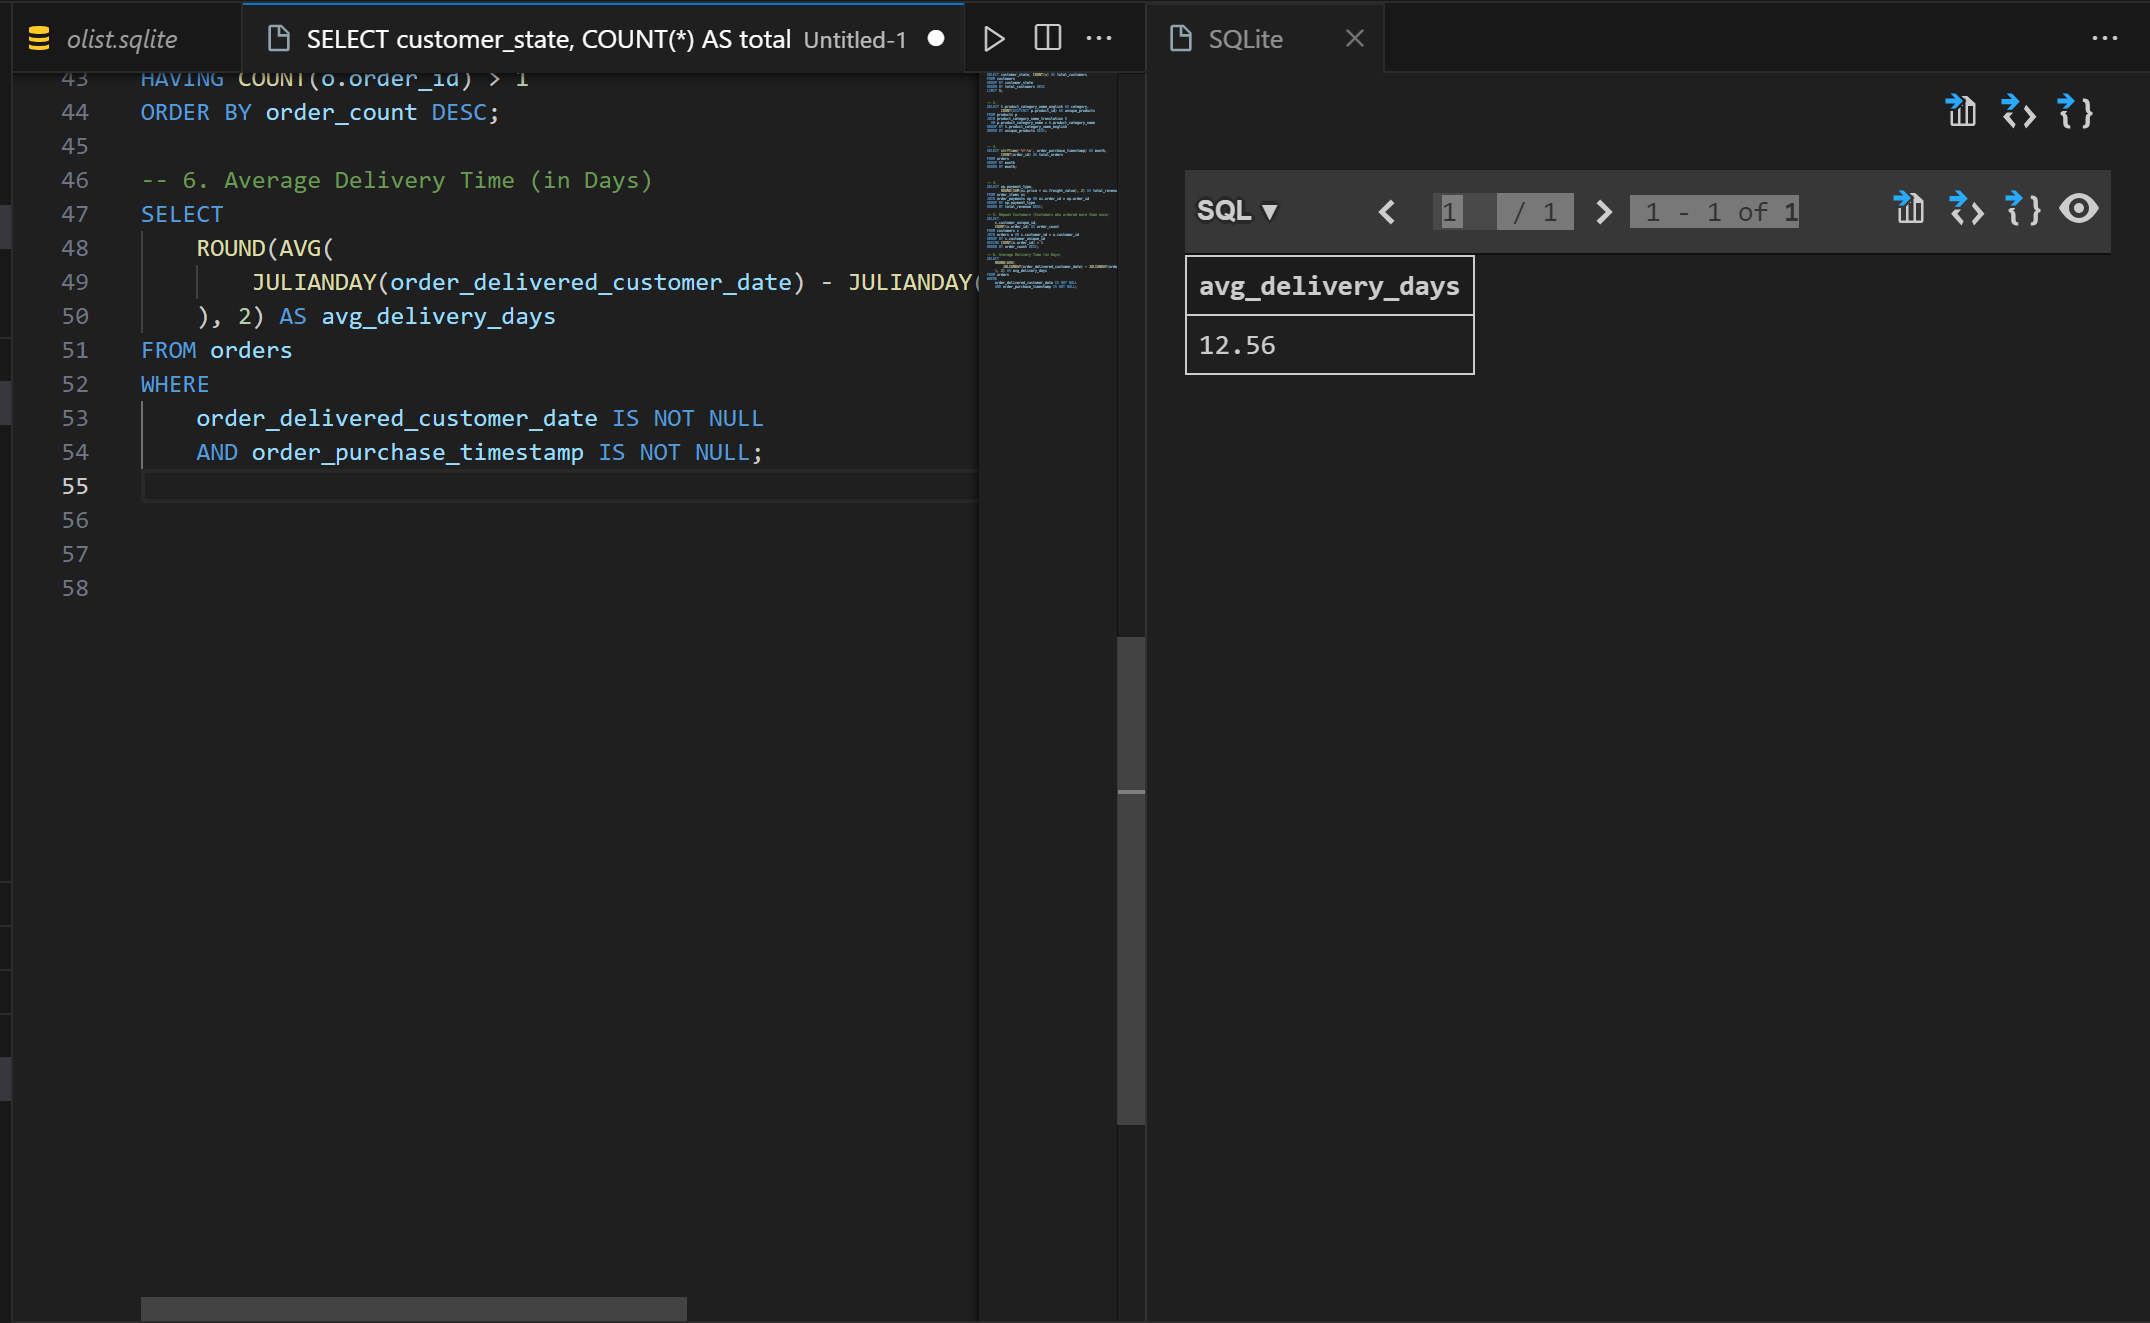 olist.sqlite
SELECT customer_state, COUNT(*) AS total Untitled-1
SQLite
43 HAVING COUNT(o.order_id) > 1
44 ORDER BY order_count DESC;
45
46 -- 6. Average Delivery Time (in Days)
47 SELECT
48 ROUND(AVG(
49 JULIANDAY(order_delivered_customer_date) - JULIANDAY(
50 ), 2) AS avg_delivery_days
51 FROM orders
52 WHERE
53 order_delivered_customer_date IS NOT NULL
54 AND order_purchase_timestamp IS NOT NULL;
55
56
57
58
SQL ▼ < 1 / 1 > 1 - 1 of 1
avg_delivery_days
12.56